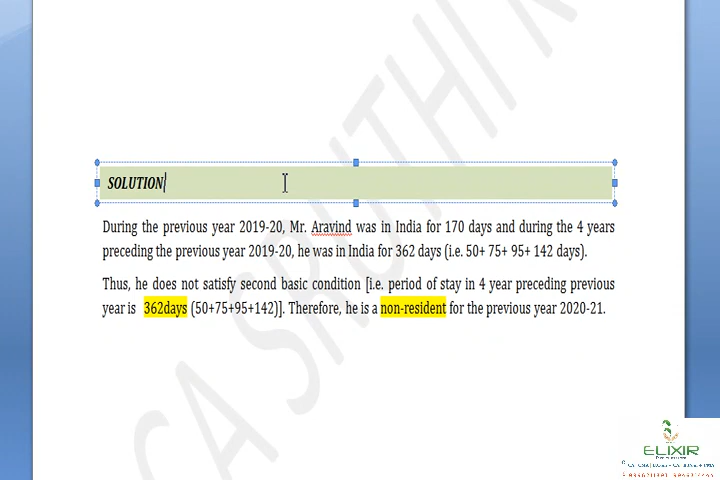 CA SRUTHI K
SOLUTION
During the previous year 2019-20, Mr. Aravind was in India for 170 days and during the 4 years
preceding the previous year 2019-20, he was in India for 362 days (i.e. 50+ 75+ 95+ 142 days).
Thus, he does not satisfy second basic condition [i.e. period of stay in 4 year preceding previous
year is 362days (50+75+95+142)]. Therefore, he is a non-resident for the previous year 2020-21.
ELIXIR